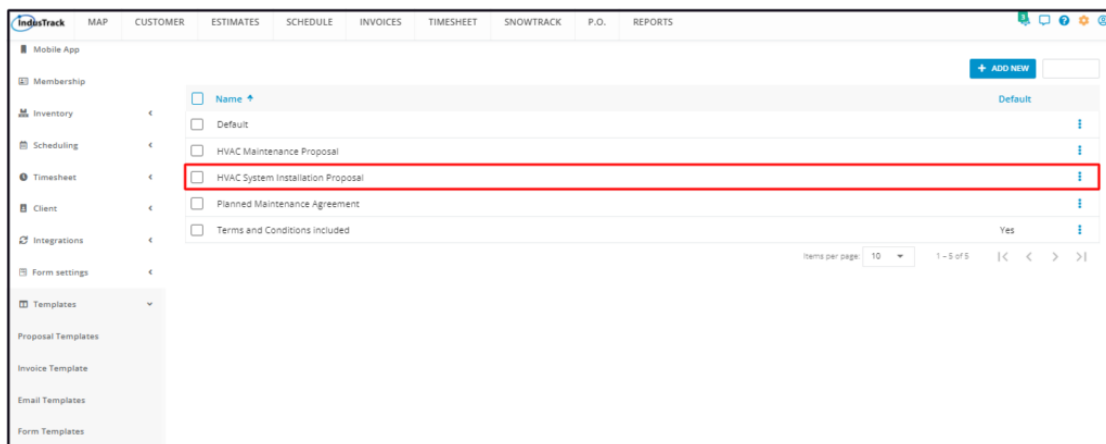 IndusTrack MAP CUSTOMER ESTIMATES SCHEDULE INVOICES TIMESHEET SNOWTRACK P.O. REPORTS 3
Mobile App
Membership
Inventory
Scheduling
Timesheet
Client
Integrations
Form settings
Templates
Proposal Templates
Invoice Template
Email Templates
Form Templates
+ ADD NEW
Name Default
Default
HVAC Maintenance Proposal
HVAC System Installation Proposal
Planned Maintenance Agreement
Terms and Conditions included Yes
Items per page: 10 1 – 5 of 5